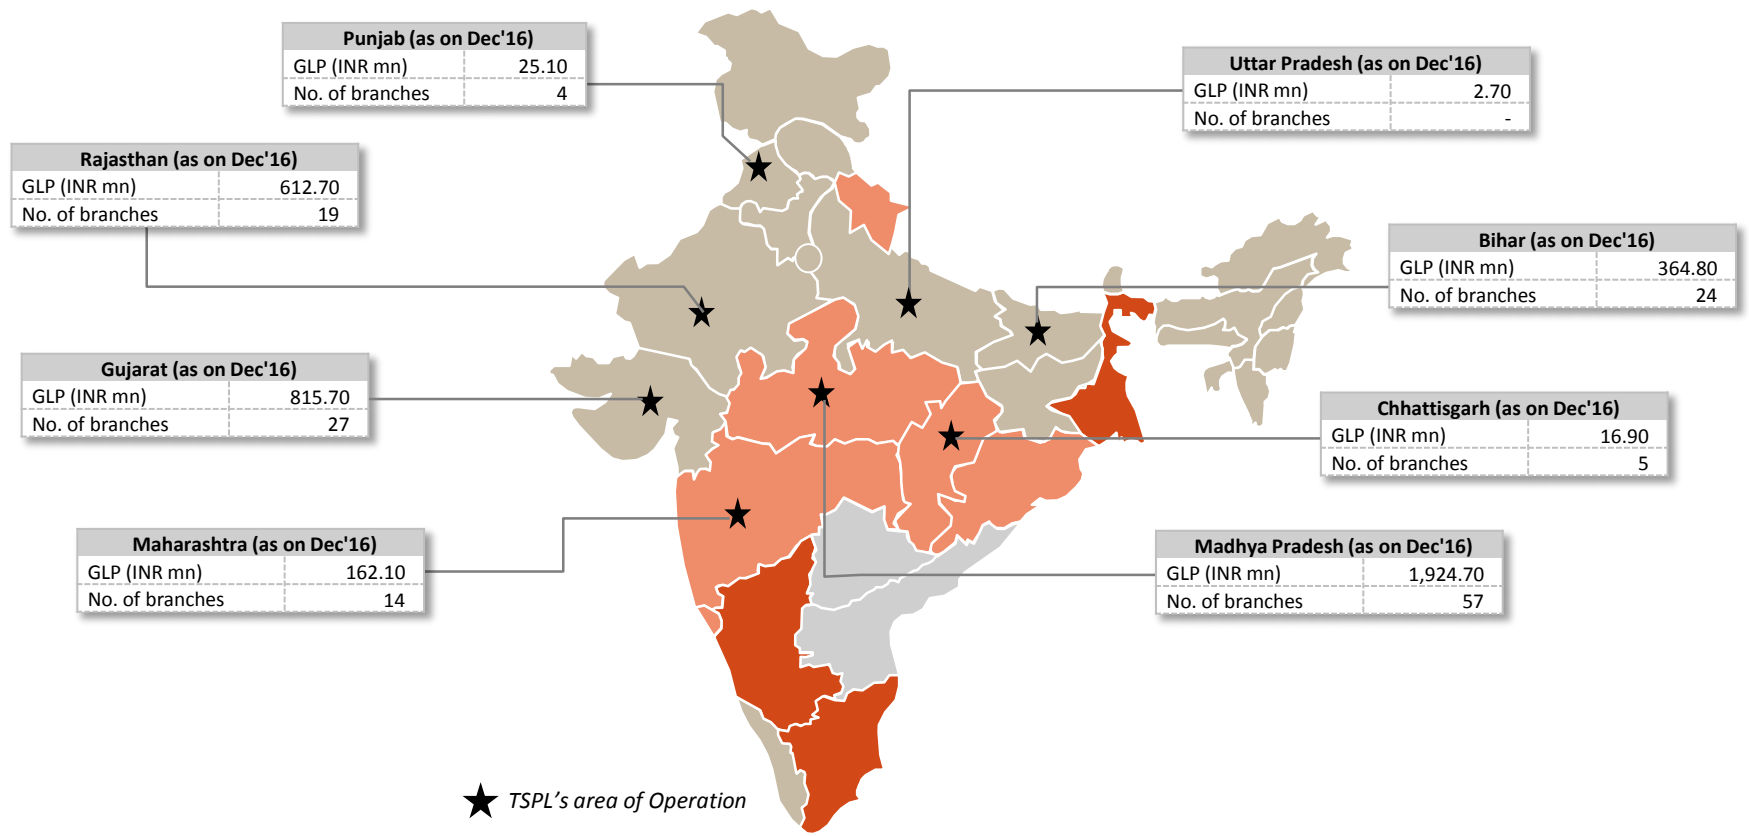 Punjab (as on Dec'16)
GLP (INR mn) 25.10
No. of branches 4
Uttar Pradesh (as on Dec'16)
GLP (INR mn) 2.70
No. of branches -
Rajasthan (as on Dec'16)
GLP (INR mn) 612.70
No. of branches 19
Bihar (as on Dec'16)
GLP (INR mn) 364.80
No. of branches 24
Gujarat (as on Dec'16)
GLP (INR mn) 815.70
No. of branches 27
Chhattisgarh (as on Dec'16)
GLP (INR mn) 16.90
No. of branches 5
Maharashtra (as on Dec'16)
GLP (INR mn) 162.10
No. of branches 14
Madhya Pradesh (as on Dec'16)
GLP (INR mn) 1,924.70
No. of branches 57
TSPL’s area of Operation